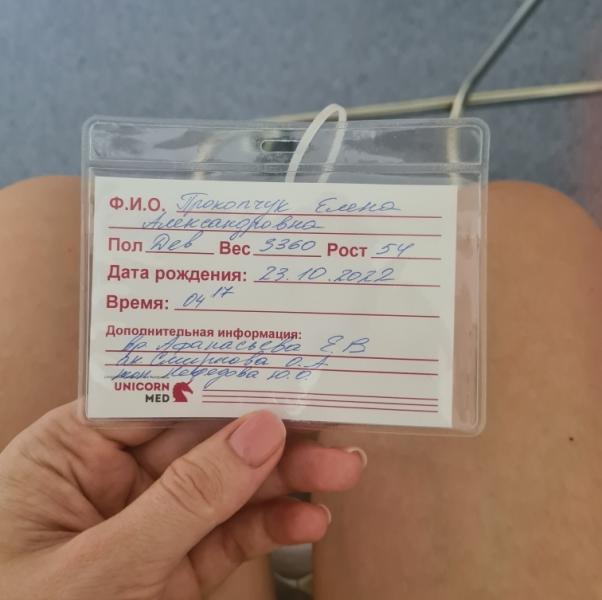 Ф.И.О. Прокопчук Елена
Александровна
Пол Дев Вес 3360 Рост 54
Дата рождения: 23.10.2022
Время: 04 17
Дополнительная информация:
вр Афанасьева Е.В
ак Смирнова О.А
Нефедова Ю.О.
UNICORN
MED